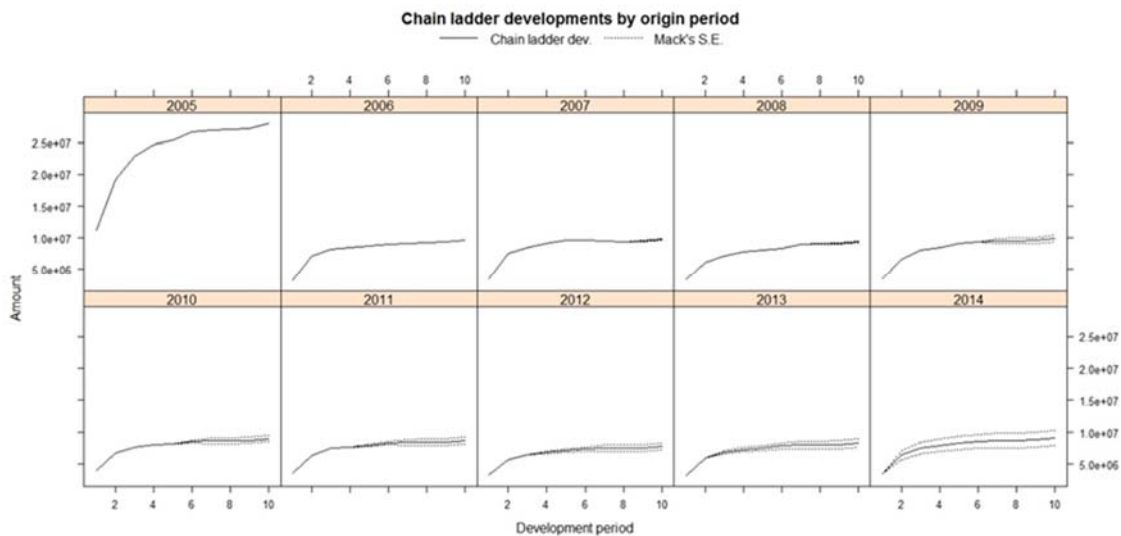 Chain ladder developments by origin period
Chain ladder dev. Mack's S.E.
2 4 6 8 10 2 4 6 8 10
2005 2006 2007 2008 2009
2.5e+07
2.0e+07
1.5e+07
1.0e+07
5.0e+06
Amount
2010 2011 2012 2013 2014
2.5e+07
2.0e+07
1.5e+07
1.0e+07
5.0e+06
2 4 6 8 10 2 4 6 8 10 2 4 6 8 10
Development period